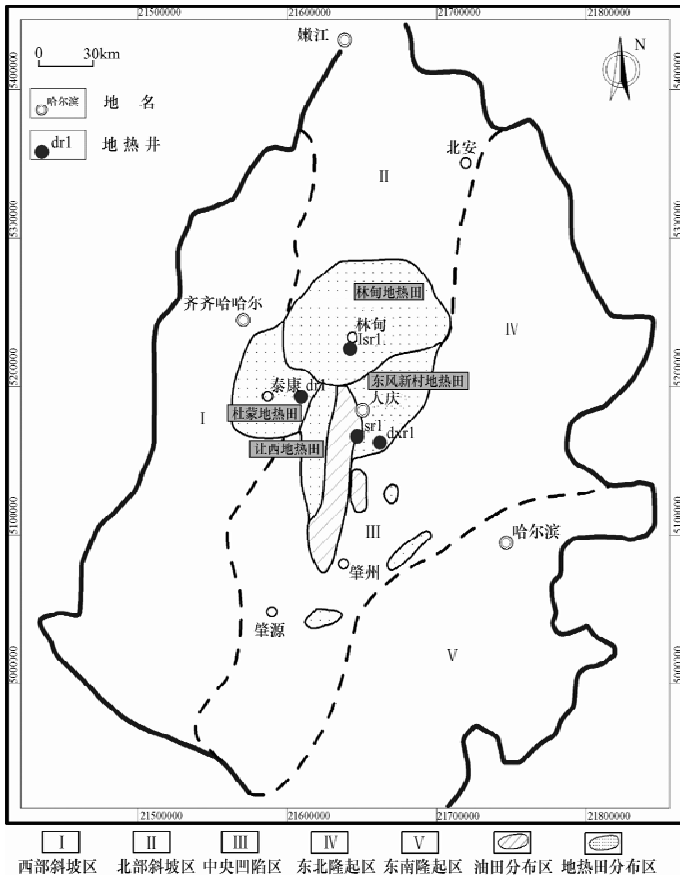 21500000 21600000 21700000 21800000
嫩江
N
0 30km
哈尔滨 地 名
dr1 地热井
5400000
北安
II
5300000
林甸地热田
齐齐哈哈尔
林甸
lsr1
IV
5200000
东风新村地热田
泰康 dr1
大庆
杜蒙地热田
I
sr1
dxr1
让西地热田
5100000
III
哈尔滨
肇州
肇源
V
5000000
21500000 21600000 21700000 21800000
I II III IV V
西部斜坡区 北部斜坡区 中央凹陷区 东北隆起区 东南隆起区 油田分布区 地热田分布区